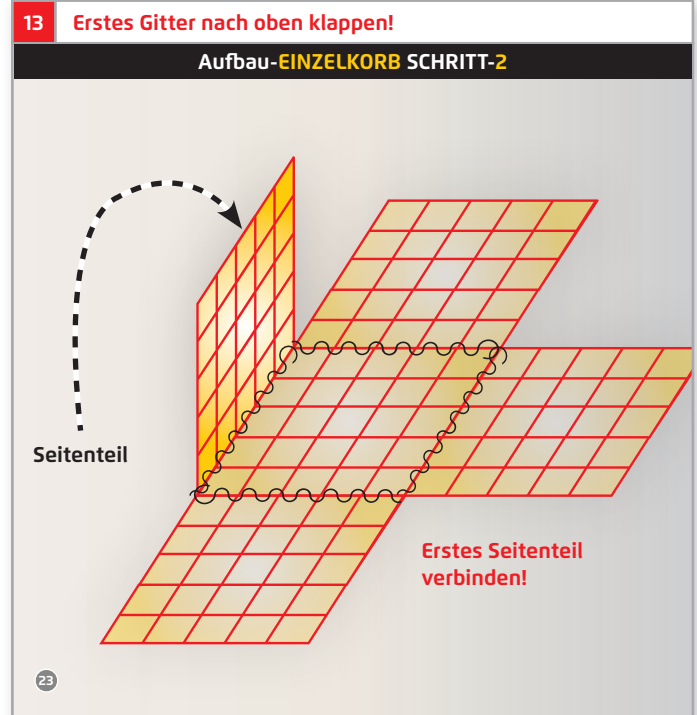 13 Erstes Gitter nach oben klappen!
Aufbau-EINZELKORB SCHRITT-2
Seitenteil
Erstes Seitenteil
verbinden!
23